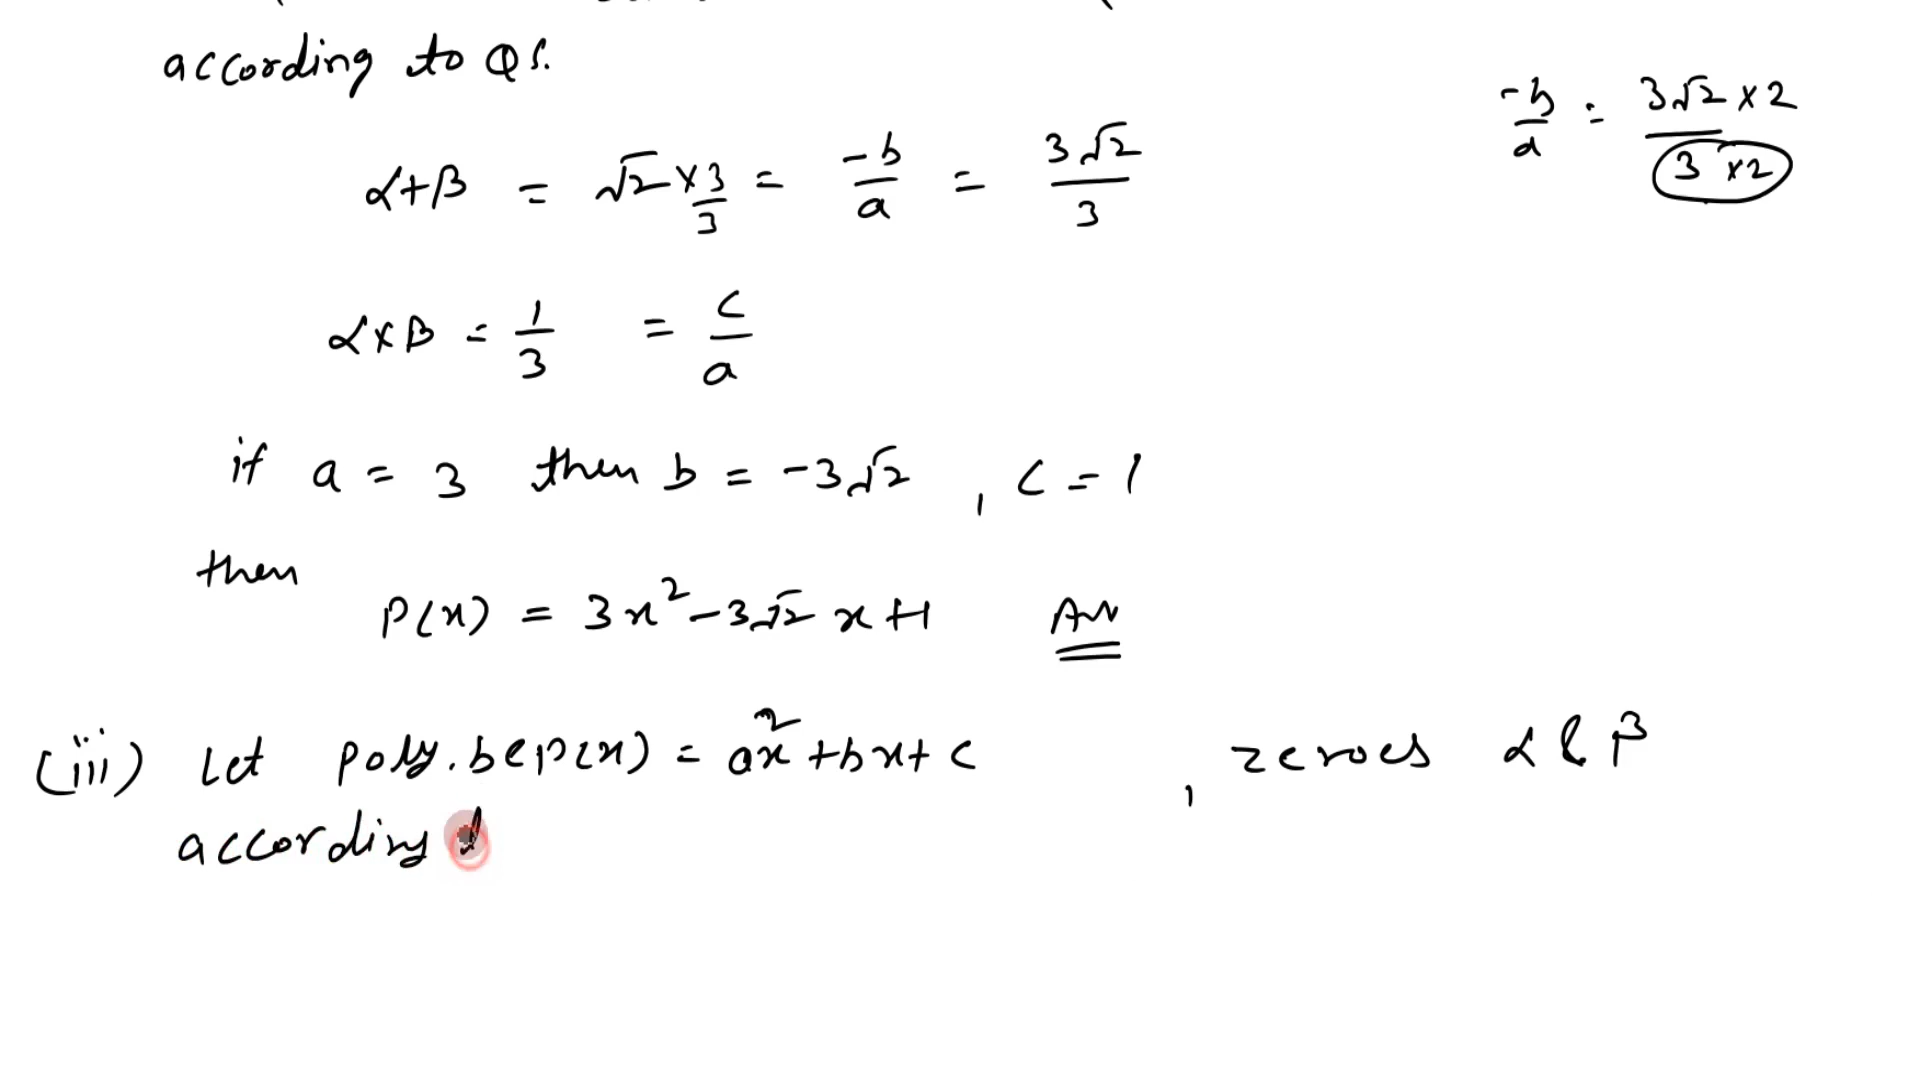 according to Qs.
-b/a = 3√2×2/3×2
α+β = √2×3/3 = -b/a = 3√2/3
α×β = 1/3 = c/a
if a = 3 then b = -3√2 , c = 1
then
P(x) = 3x²-3√2 x+1 Ans
(iii) Let poly. be p(x) = ax²+bx+c , zeroes α & β
according